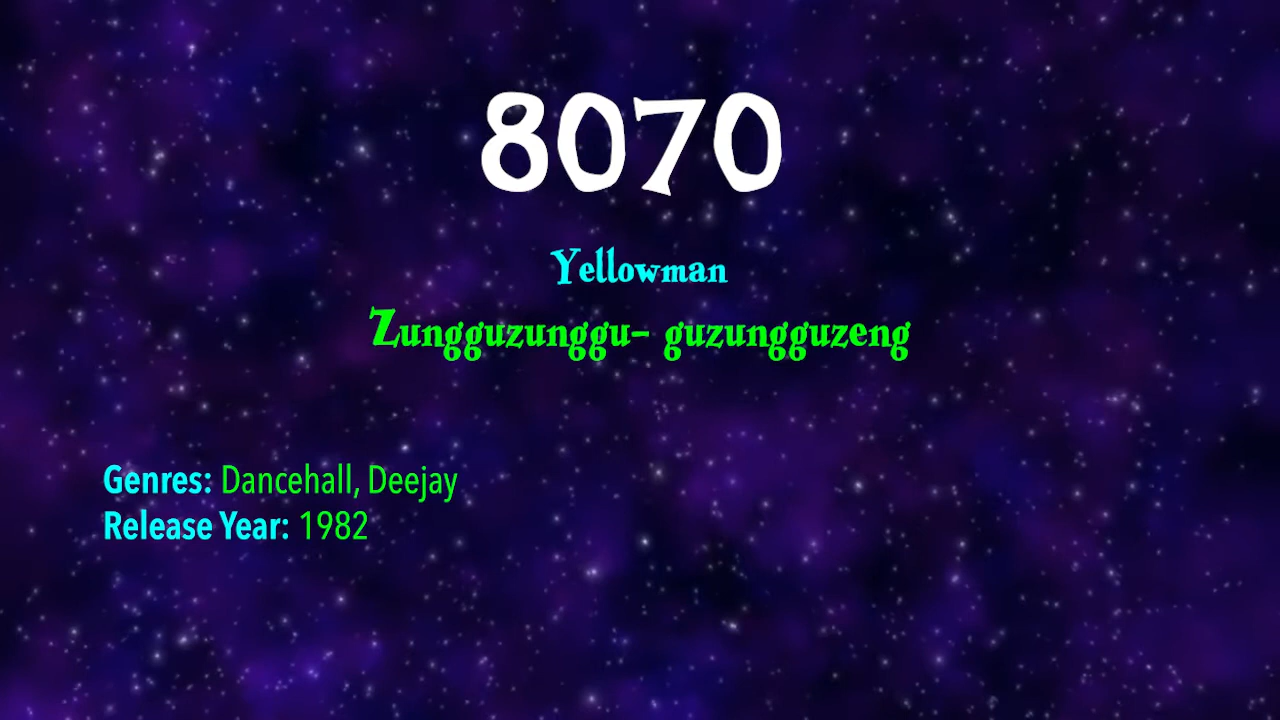 8070
Yellowman
Zungguzunggu- guzungguzeng
Genres: Dancehall, Deejay
Release Year: 1982